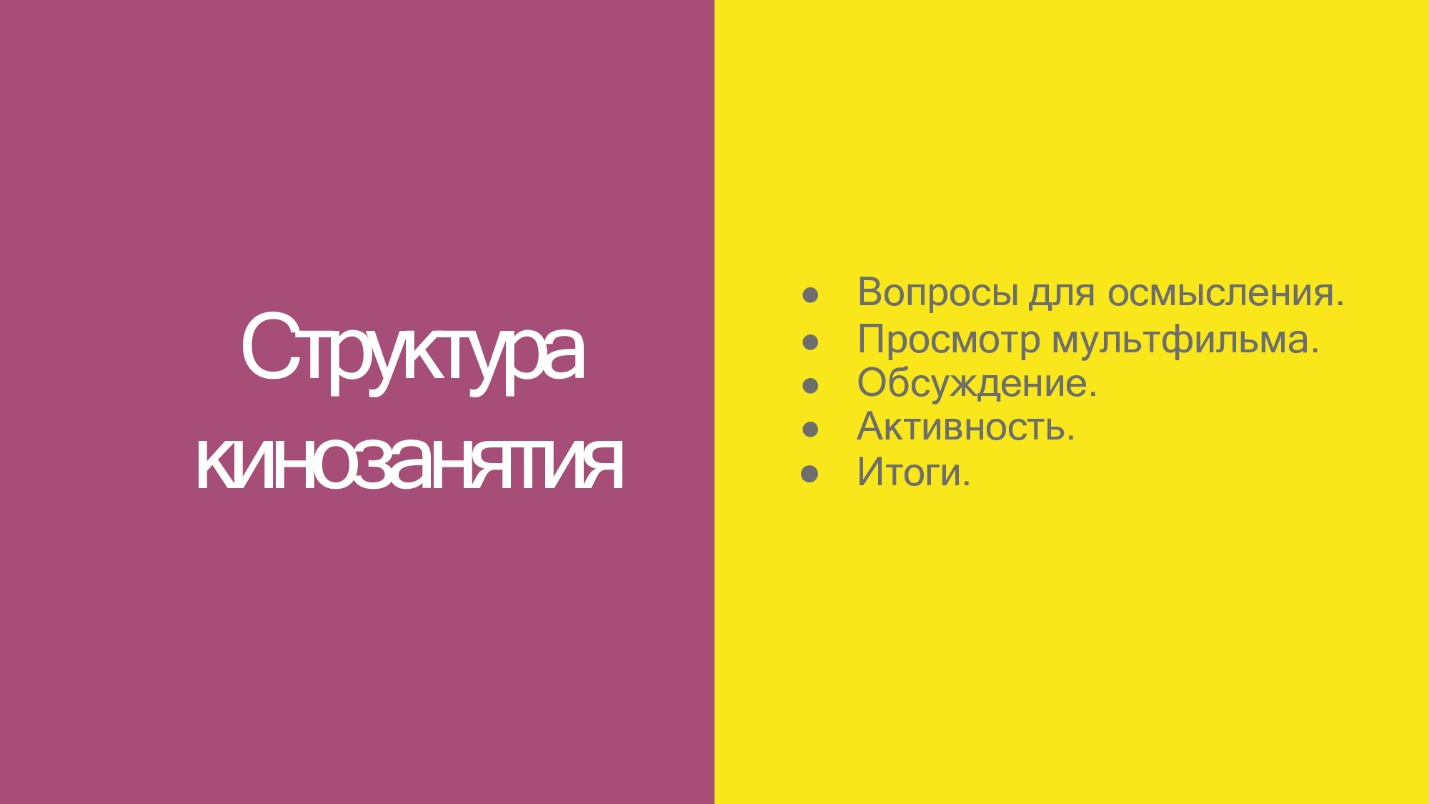 Структура
кинозанятия
● Вопросы для осмысления.
● Просмотр мультфильма.
● Обсуждение.
● Активность.
● Итоги.